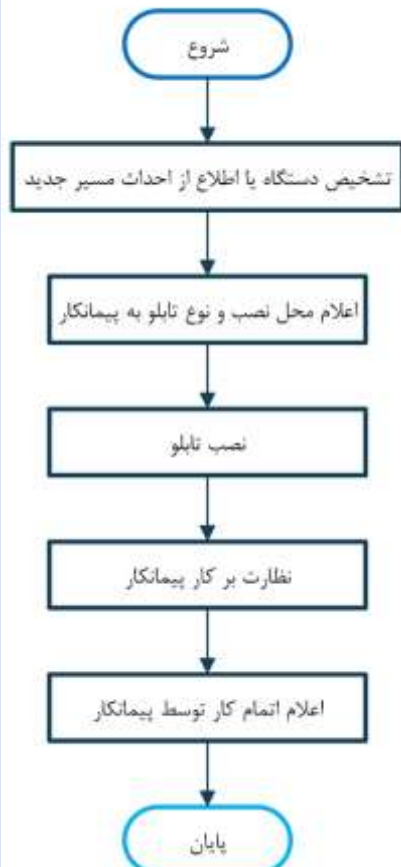 شروع
تشخیص دستگاه یا اطلاع از احداث مسیر جدید
اعلام محل نصب و نوع تابلو به پیمانکار
نصب تابلو
نظارت بر کار پیمانکار
اعلام اتمام کار توسط پیمانکار
پایان